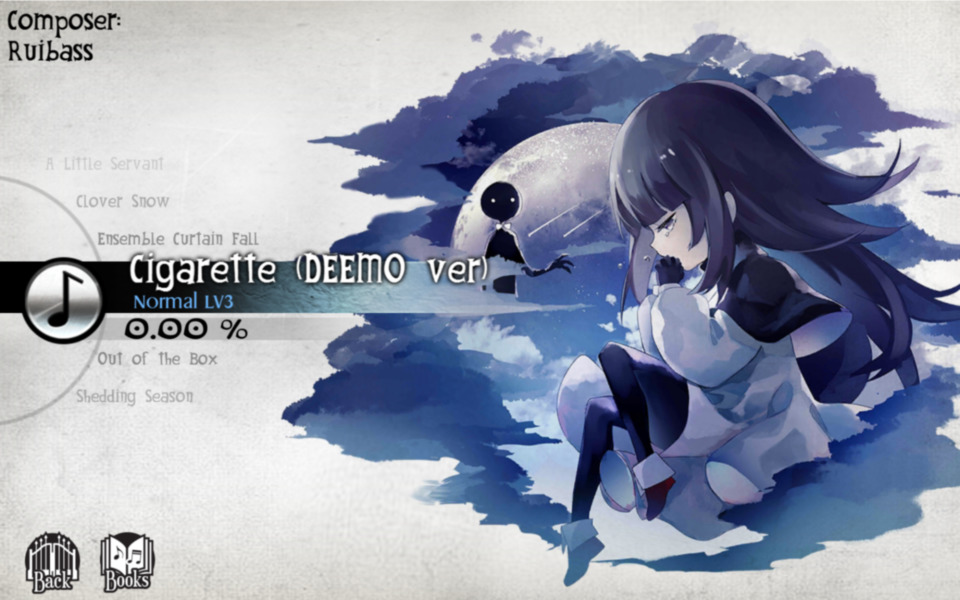 Composer:
Ruibass
A Little Servant
Clover Snow
Ensemble Curtain Fall
Cigarette (DEEMO ver)
Normal LV3
0.00 %
Out of the Box
Shedding Season
Back
Books